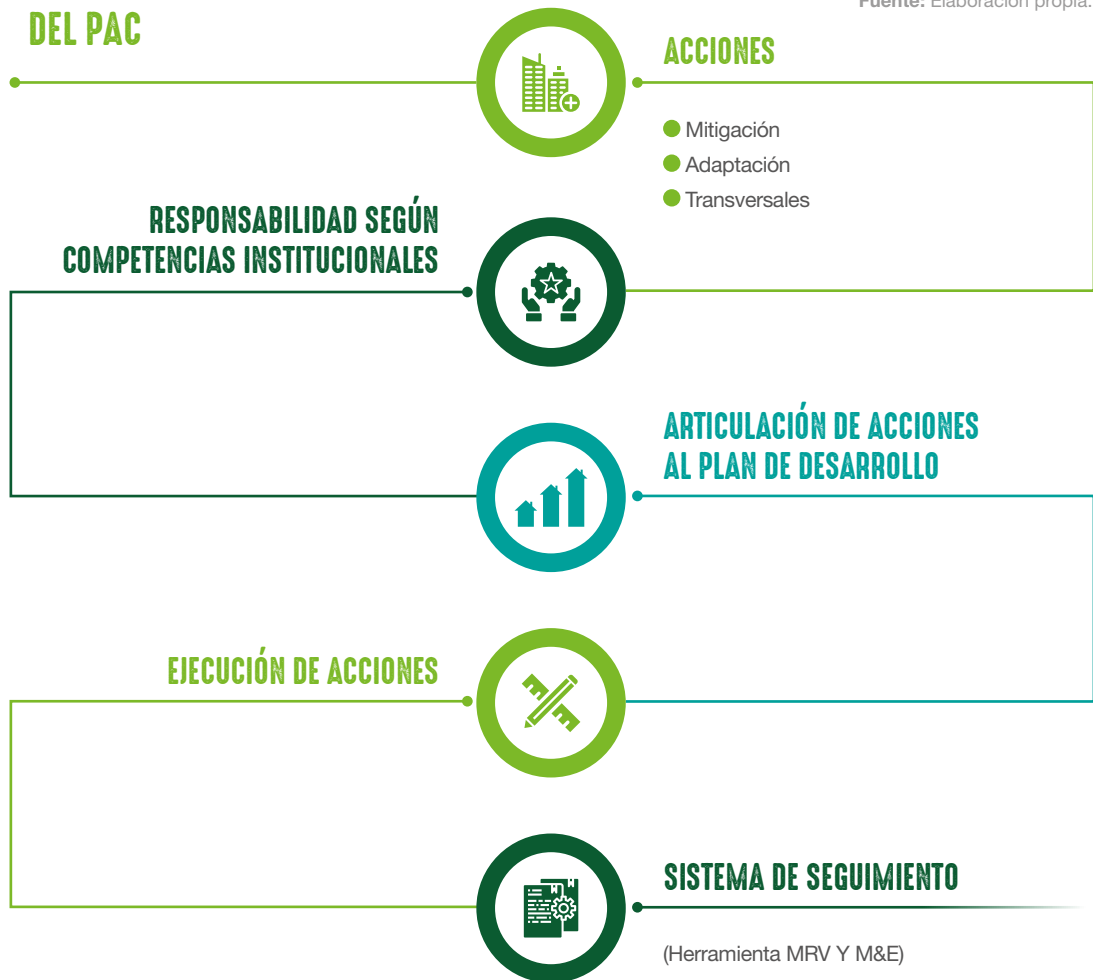 Fuente: Elaboración propia.
DEL PAC
ACCIONES
Mitigación
Adaptación
Transversales
RESPONSABILIDAD SEGÚN
COMPETENCIAS INSTITUCIONALES
ARTICULACIÓN DE ACCIONES
AL PLAN DE DESARROLLO
EJECUCIÓN DE ACCIONES
SISTEMA DE SEGUIMIENTO
(Herramienta MRV Y M&E)